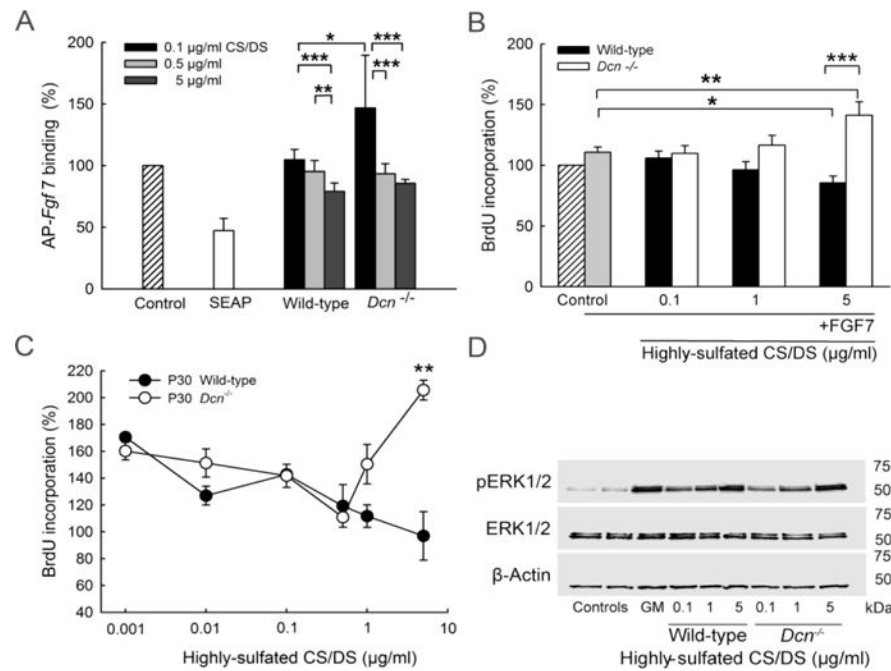 A
0.1 µg/ml CS/DS
0.5 µg/ml
5 µg/ml
* *** ***
*** **
AP-Fgf 7 binding (%)
200
150
100
50
0
Control SEAP Wild-type Dcn -/-
B
Wild-type
Dcn -/-
***
**
*
BrdU incorporation (%)
200
150
100
50
0
Control 0.1 1 5
+FGF7
Highly-sulfated CS/DS (µg/ml)
C
P30 Wild-type
P30 Dcn-/-
**
BrdU incorporation (%)
220
200
180
160
140
120
100
80
60
40
0.001 0.01 0.1 1 10
Highly-sulfated CS/DS (µg/ml)
D
pERK1/2 75
50
ERK1/2 75
50
β-Actin 75
50
Controls GM 0.1 1 5 0.1 1 5 kDa
Wild-type Dcn-/-
Highly-sulfated CS/DS (µg/ml)